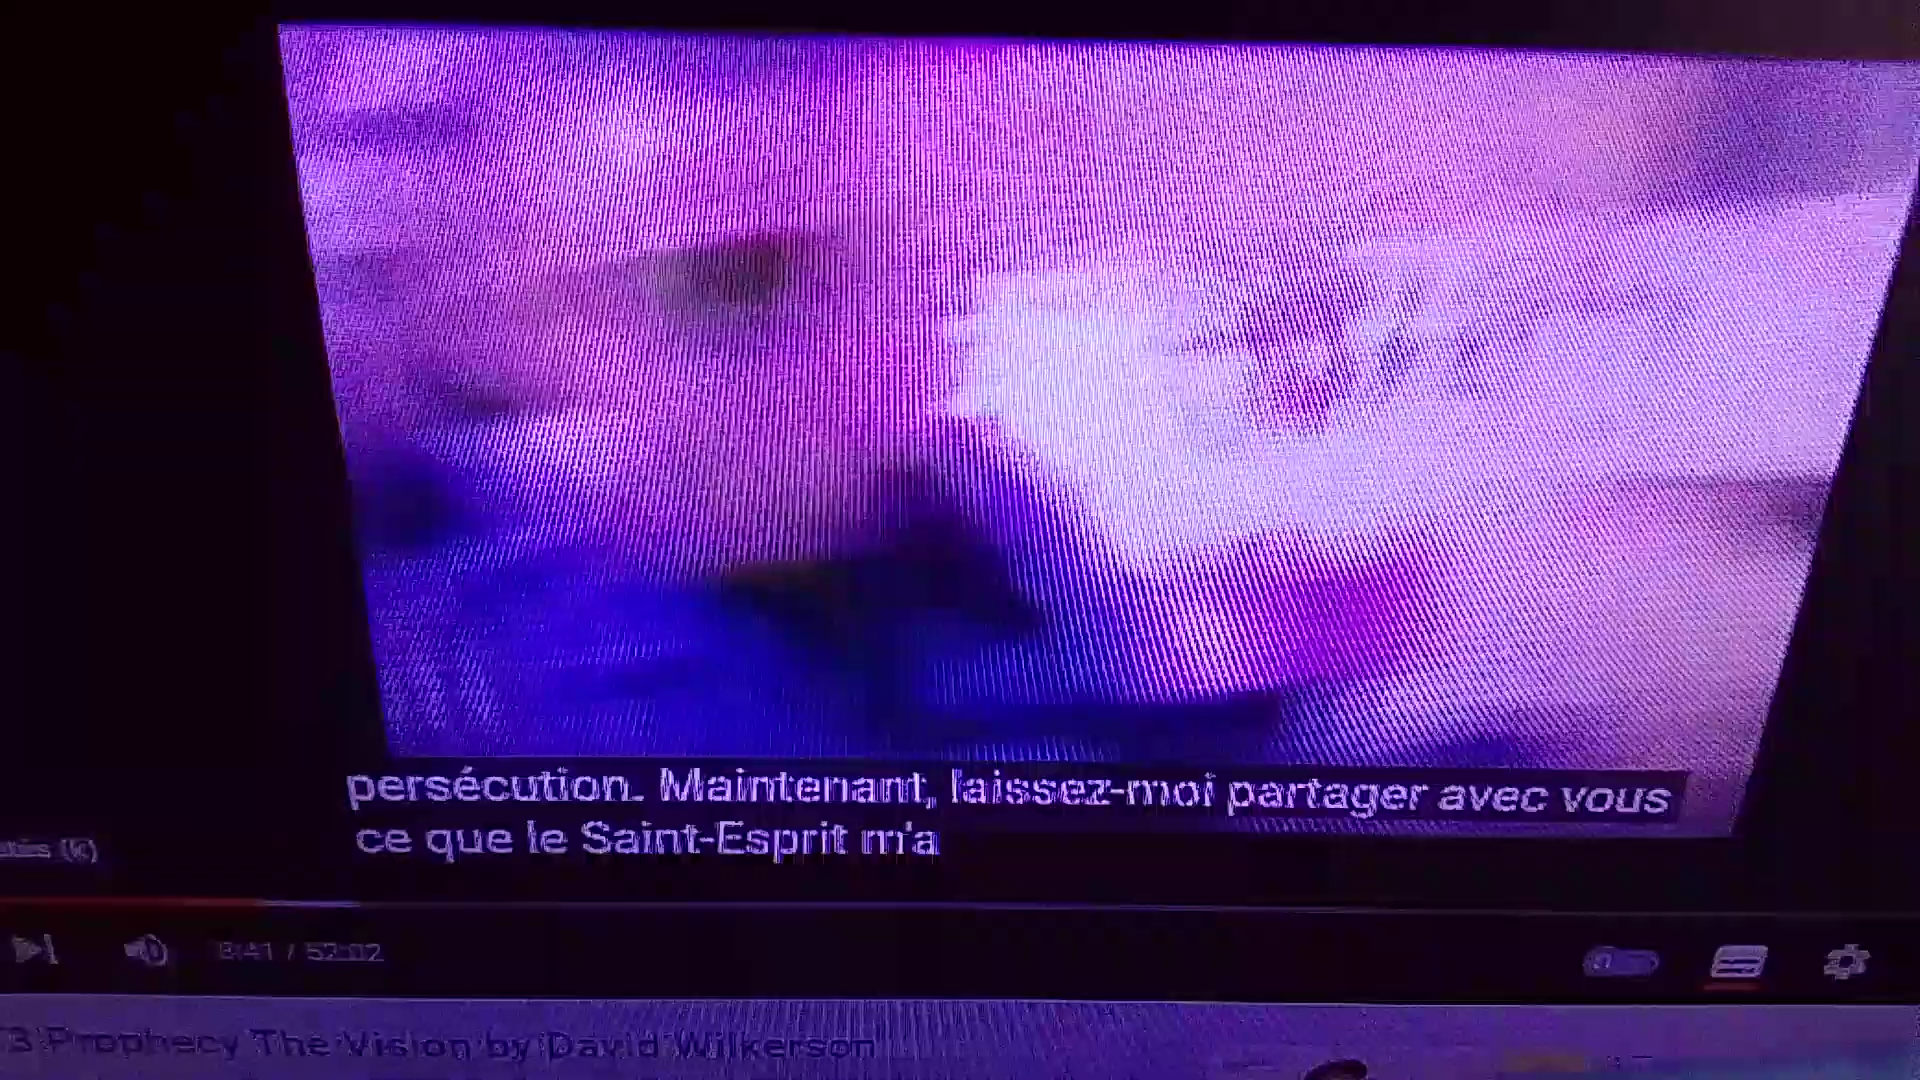 persécution. Maintenant, laissez-moi partager avec vous
ce que le Saint-Esprit m'a
(k)
8:41 / 52:02
3 Prophecy The Vision by David Wilkerson"